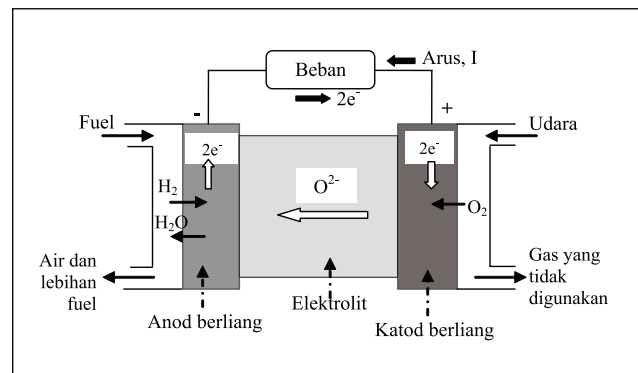 Beban
Arus, I
2e⁻
-
+
Fuel
Udara
2e⁻
2e⁻
O²⁻
H₂
O₂
H₂O
Air dan
lebihan
fuel
Gas yang
tidak
digunakan
Elektrolit
Anod berliang
Katod berliang